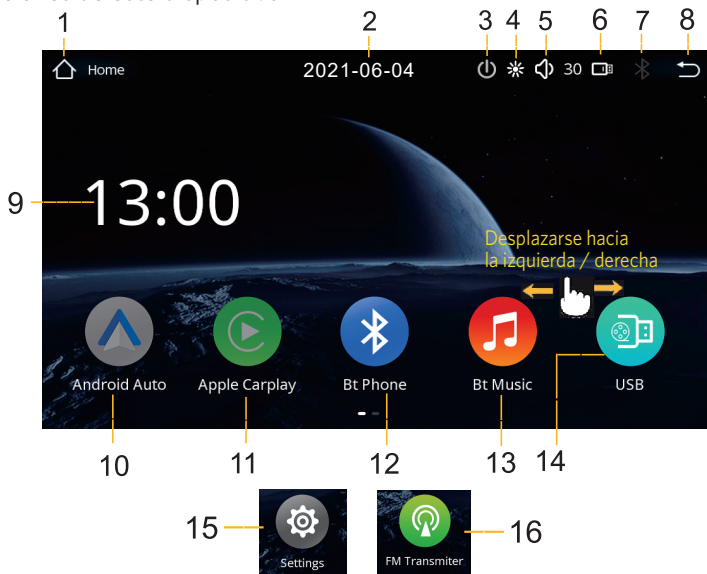 1 2 3 4 5 6 7 8
Home 2021-06-04 30
9 13:00
Desplazarse hacia
la izquierda / derecha
Android Auto Apple Carplay Bt Phone Bt Music USB
10 11 12 13 14
15 Settings
FM Transmiter 16